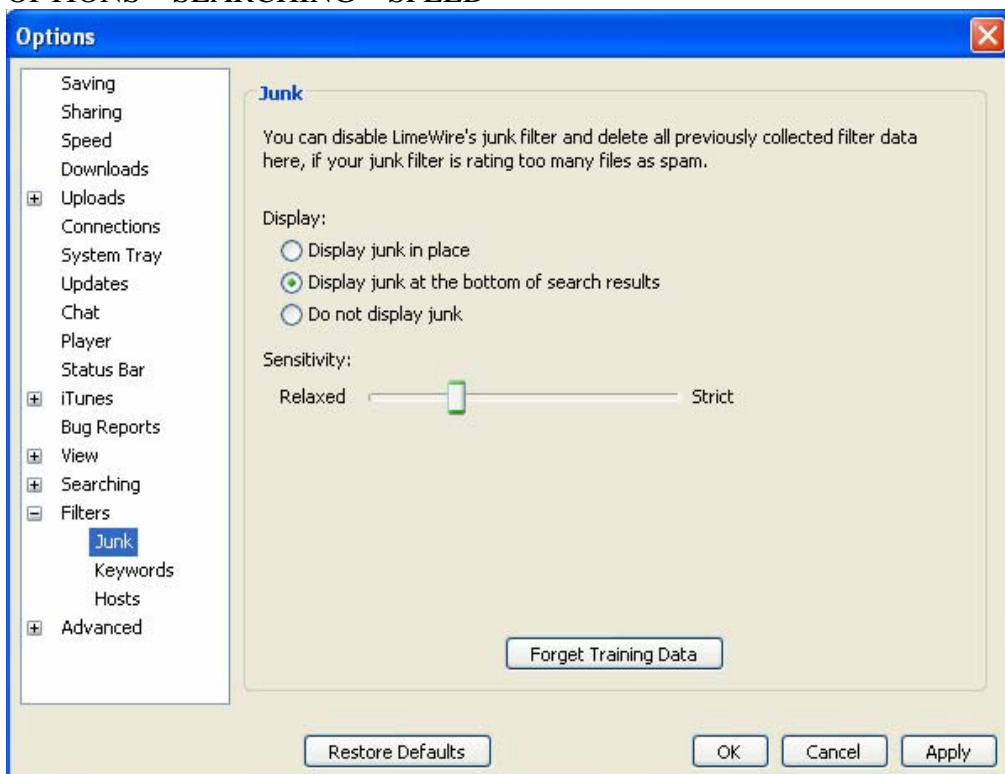 OPTIONS – SEARCHING – SPEED
Options
Saving
Sharing
Speed
Downloads
Uploads
Connections
System Tray
Updates
Chat
Player
Status Bar
iTunes
Bug Reports
View
Searching
Filters
Junk
Keywords
Hosts
Advanced
Junk
You can disable LimeWire's junk filter and delete all previously collected filter data
here, if your junk filter is rating too many files as spam.
Display:
Display junk in place
Display junk at the bottom of search results
Do not display junk
Sensitivity:
Relaxed Strict
Forget Training Data
Restore Defaults OK Cancel Apply